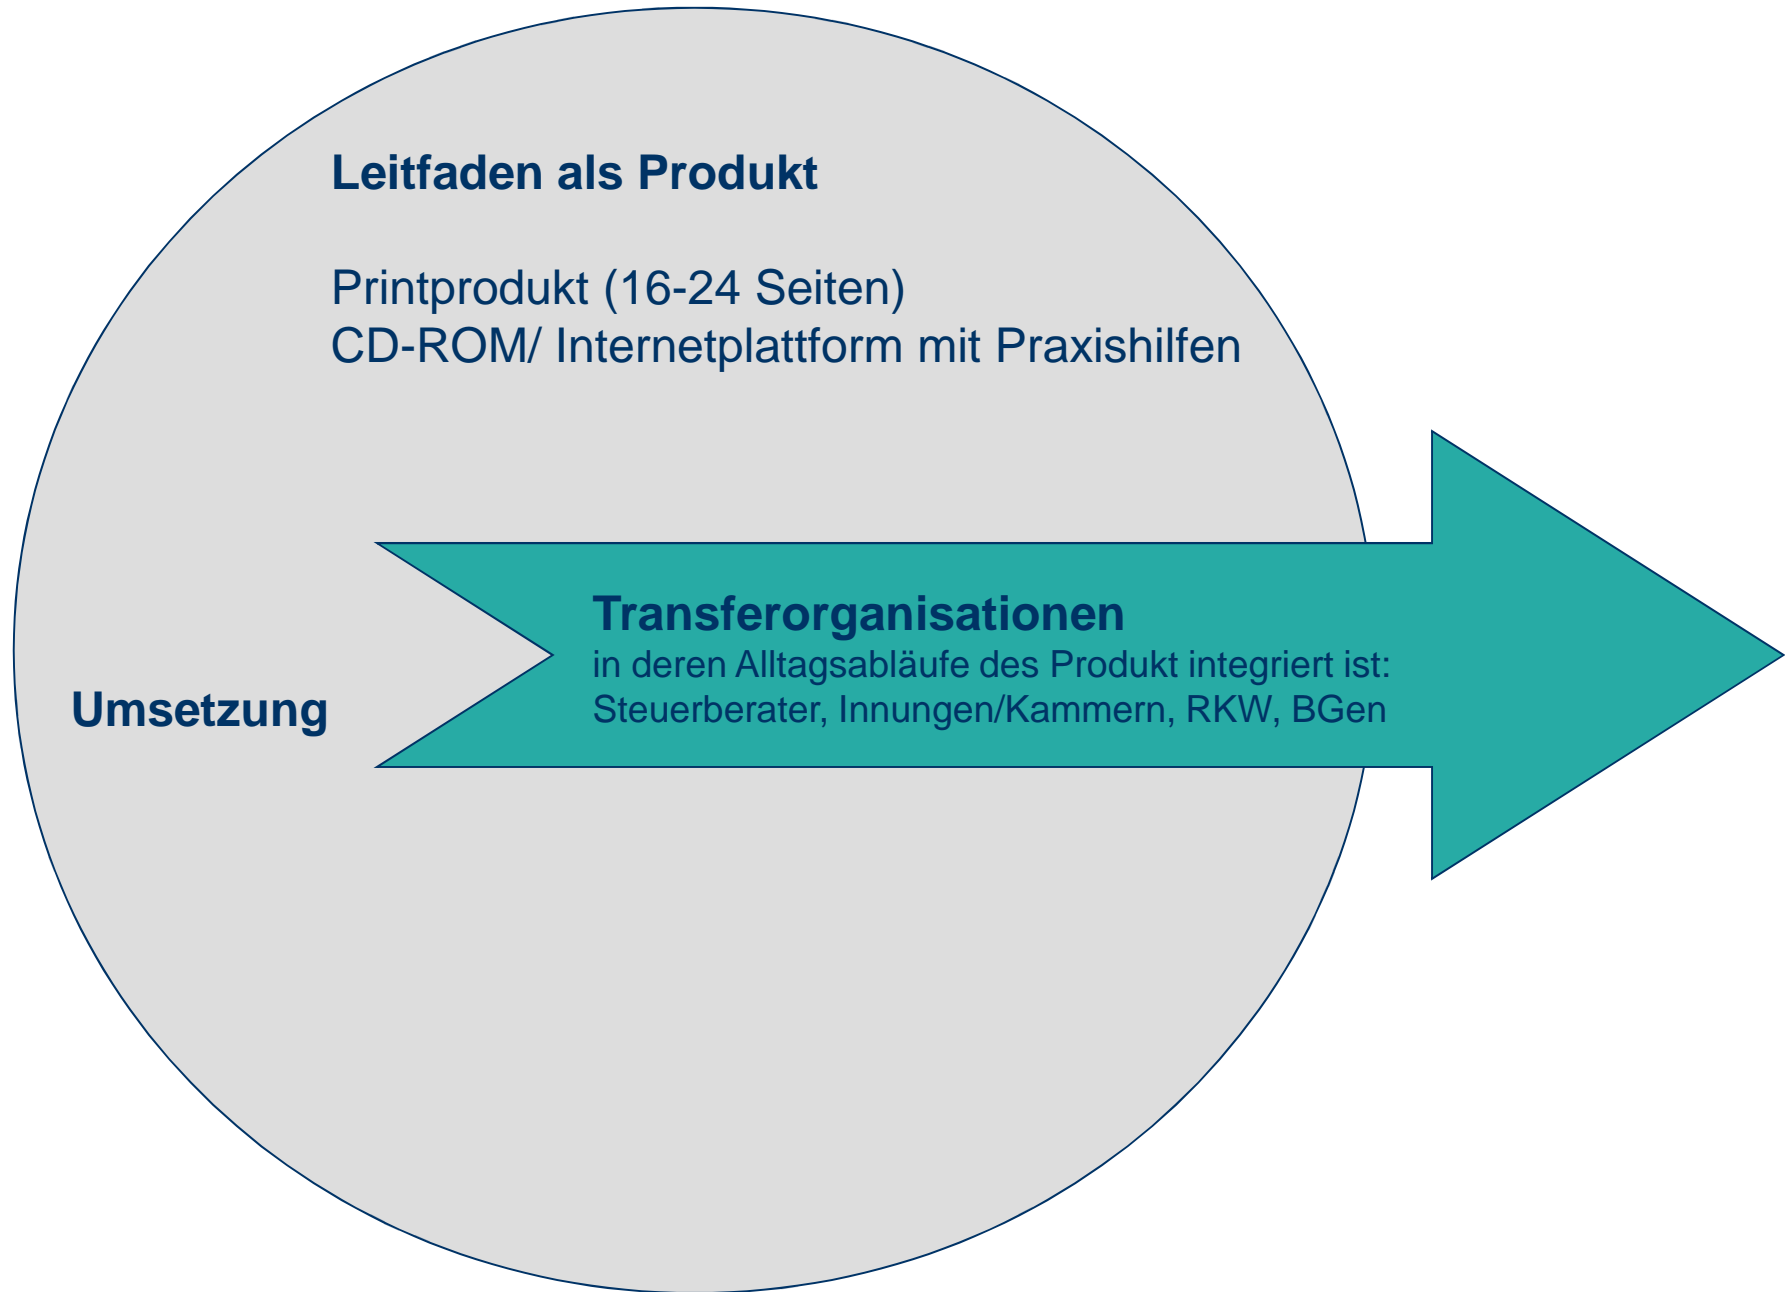 Leitfaden als Produkt
Printprodukt (16-24 Seiten)
CD-ROM/ Internetplattform mit Praxishilfen
Transferorganisationen
in deren Alltagsabläufe des Produkt integriert ist:
Steuerberater, Innungen/Kammern, RKW, BGen
Umsetzung